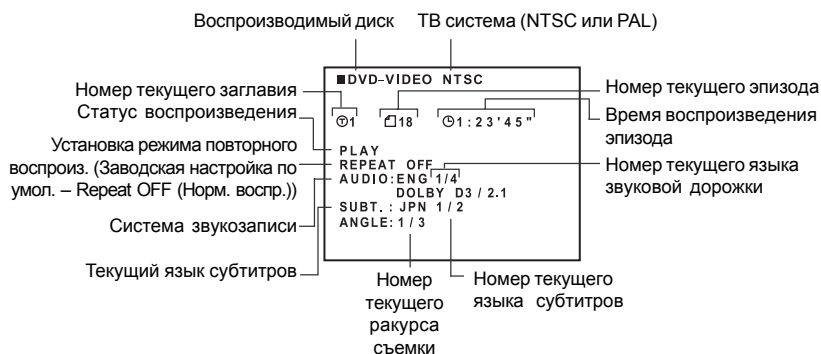 Воспроизводимый диск
ТВ система (NTSC или PAL)
Номер текущего заглавия
Статус воспроизведения
Установка режима повторного
воспроиз. (Заводская настройка по
умол. – Repeat OFF (Норм. воспр.))
Система звукозаписи
Текущий язык субтитров
■DVD–VIDEO NTSC
Ⓣ1 18 1:23'45"
PLAY
REPEAT OFF
AUDIO:ENG 1/4
DOLBY D3/2.1
SUBT.: JPN 1/2
ANGLE:1/3
Номер текущего эпизода
Время воспроизведения
эпизода
Номер текущего языка
звуковой дорожки
Номер
текущего
ракурса
съемки
Номер текущего
языка субтитров